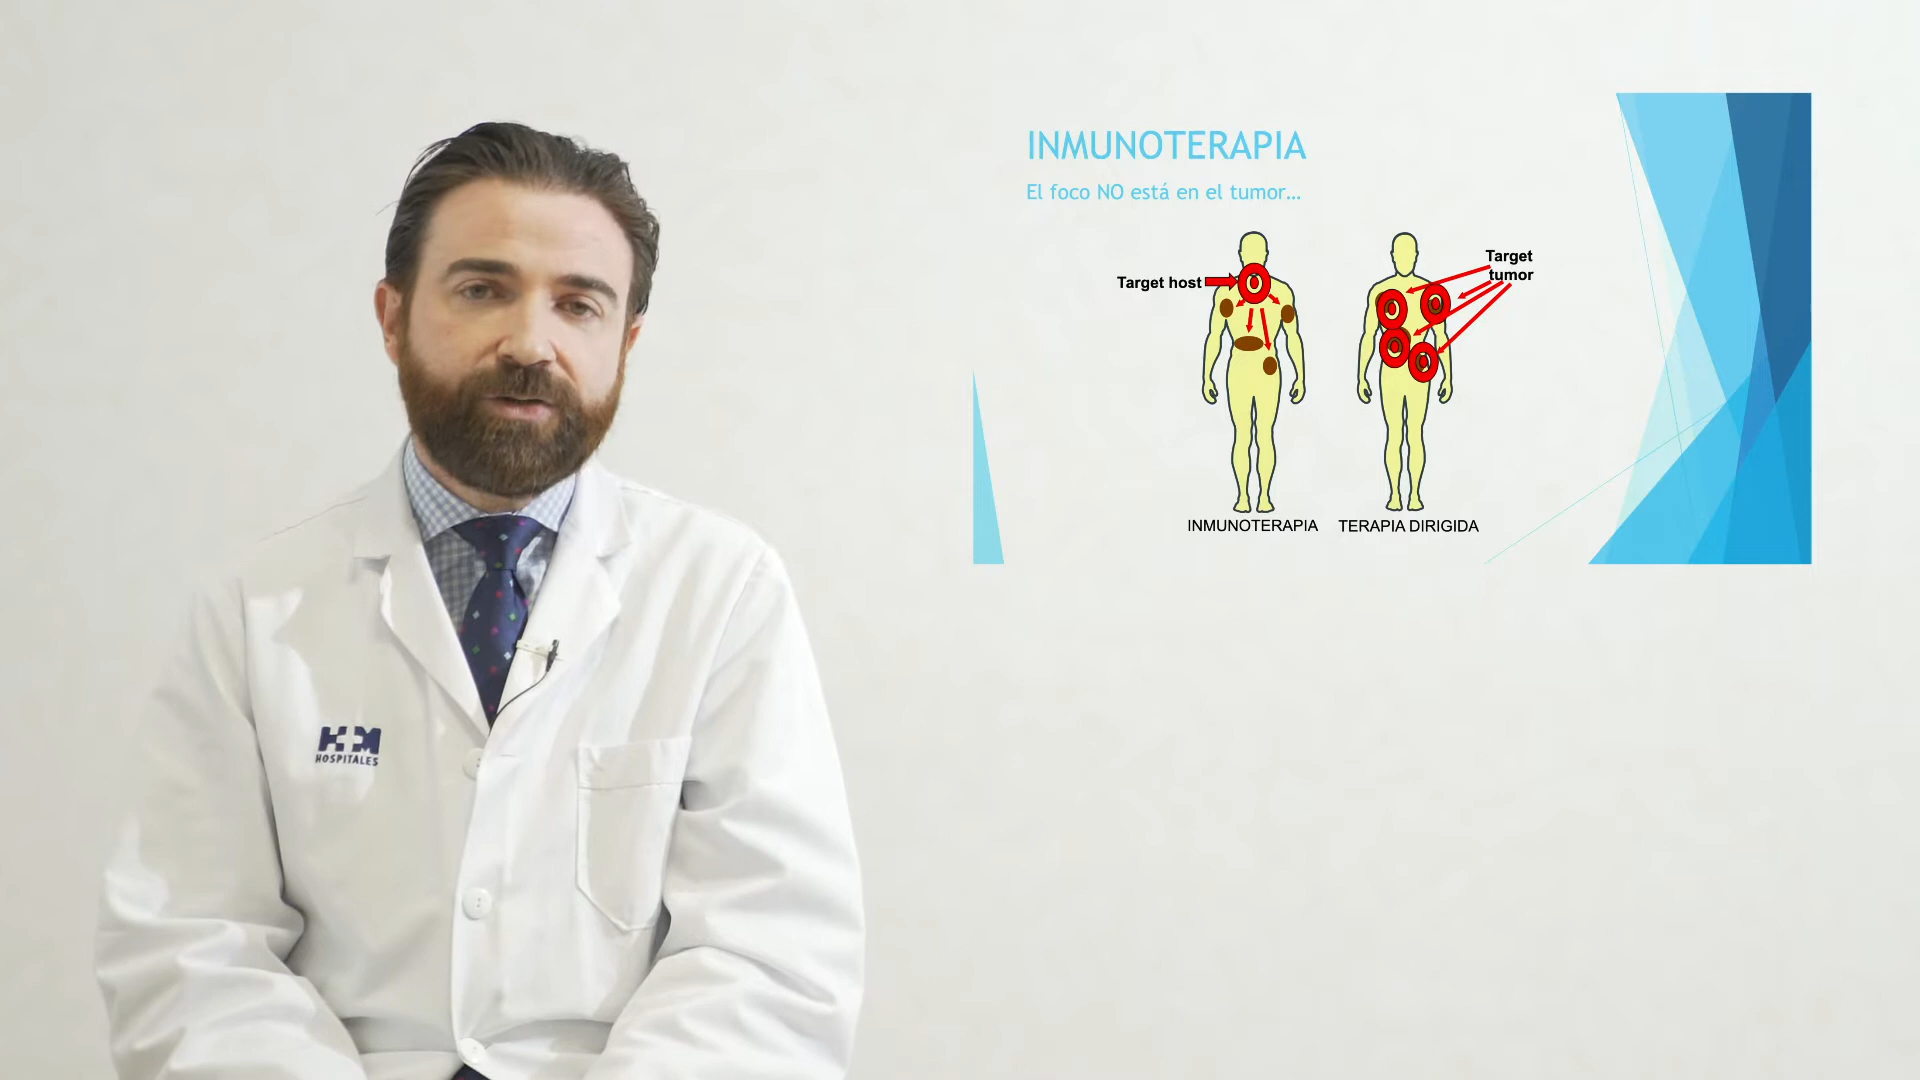 INMUNOTERAPIA
El foco NO está en el tumor...
Target host
Target
tumor
INMUNOTERAPIA
TERAPIA DIRIGIDA
HM
HOSPITALES